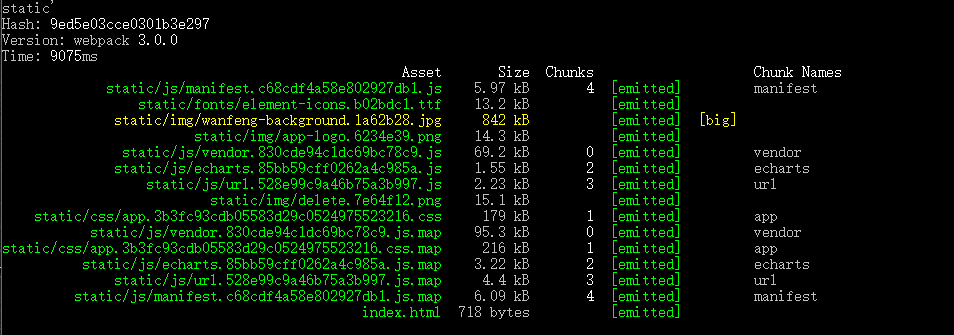 static'
Hash: 9ed5e03cce0301b3e297
Version: webpack 3.0.0
Time: 9075ms
Asset Size Chunks Chunk Names
static/js/manifest.c68cdf4a58e802927db1.js 5.97 kB 4 [emitted] manifest
static/fonts/element-icons.b02bdc1.ttf 13.2 kB [emitted]
static/img/wanfeng-background.1a62b28.jpg 842 kB [emitted] [big]
static/img/app-logo.6234e39.png 14.3 kB [emitted]
static/js/vendor.830cde94c1dc69bc78c9.js 69.2 kB 0 [emitted] vendor
static/js/echarts.85bb59cff0262a4c985a.js 1.55 kB 2 [emitted] echarts
static/js/url.528e99c9a46b75a3b997.js 2.23 kB 3 [emitted] url
static/img/delete.7e64f12.png 15.1 kB [emitted]
static/css/app.3b3fc93cdb05583d29c0524975523216.css 179 kB 1 [emitted] app
static/js/vendor.830cde94c1dc69bc78c9.js.map 95.3 kB 0 [emitted] vendor
static/css/app.3b3fc93cdb05583d29c0524975523216.css.map 216 kB 1 [emitted] app
static/js/echarts.85bb59cff0262a4c985a.js.map 3.22 kB 2 [emitted] echarts
static/js/url.528e99c9a46b75a3b997.js.map 4.4 kB 3 [emitted] url
static/js/manifest.c68cdf4a58e802927db1.js.map 6.09 kB 4 [emitted] manifest
index.html 718 bytes [emitted]